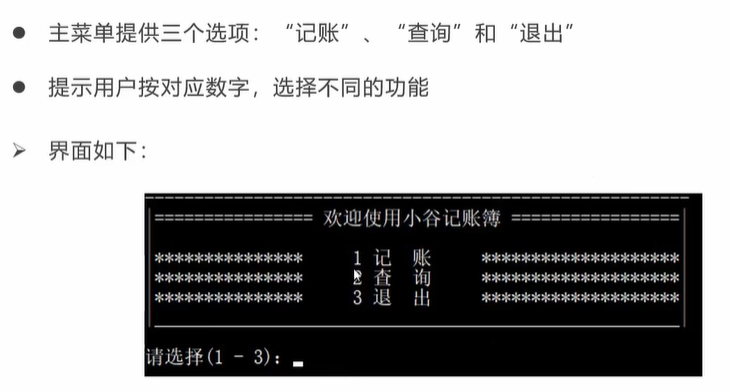 主菜单提供三个选项：“记账”、“查询”和“退出”
提示用户按对应数字，选择不同的功能
界面如下：
================ 欢迎使用小谷记账簿 =================
*************** 1 记 账 ********************
*************** 2 查 询 ********************
*************** 3 退 出 ********************
请选择(1 - 3)：